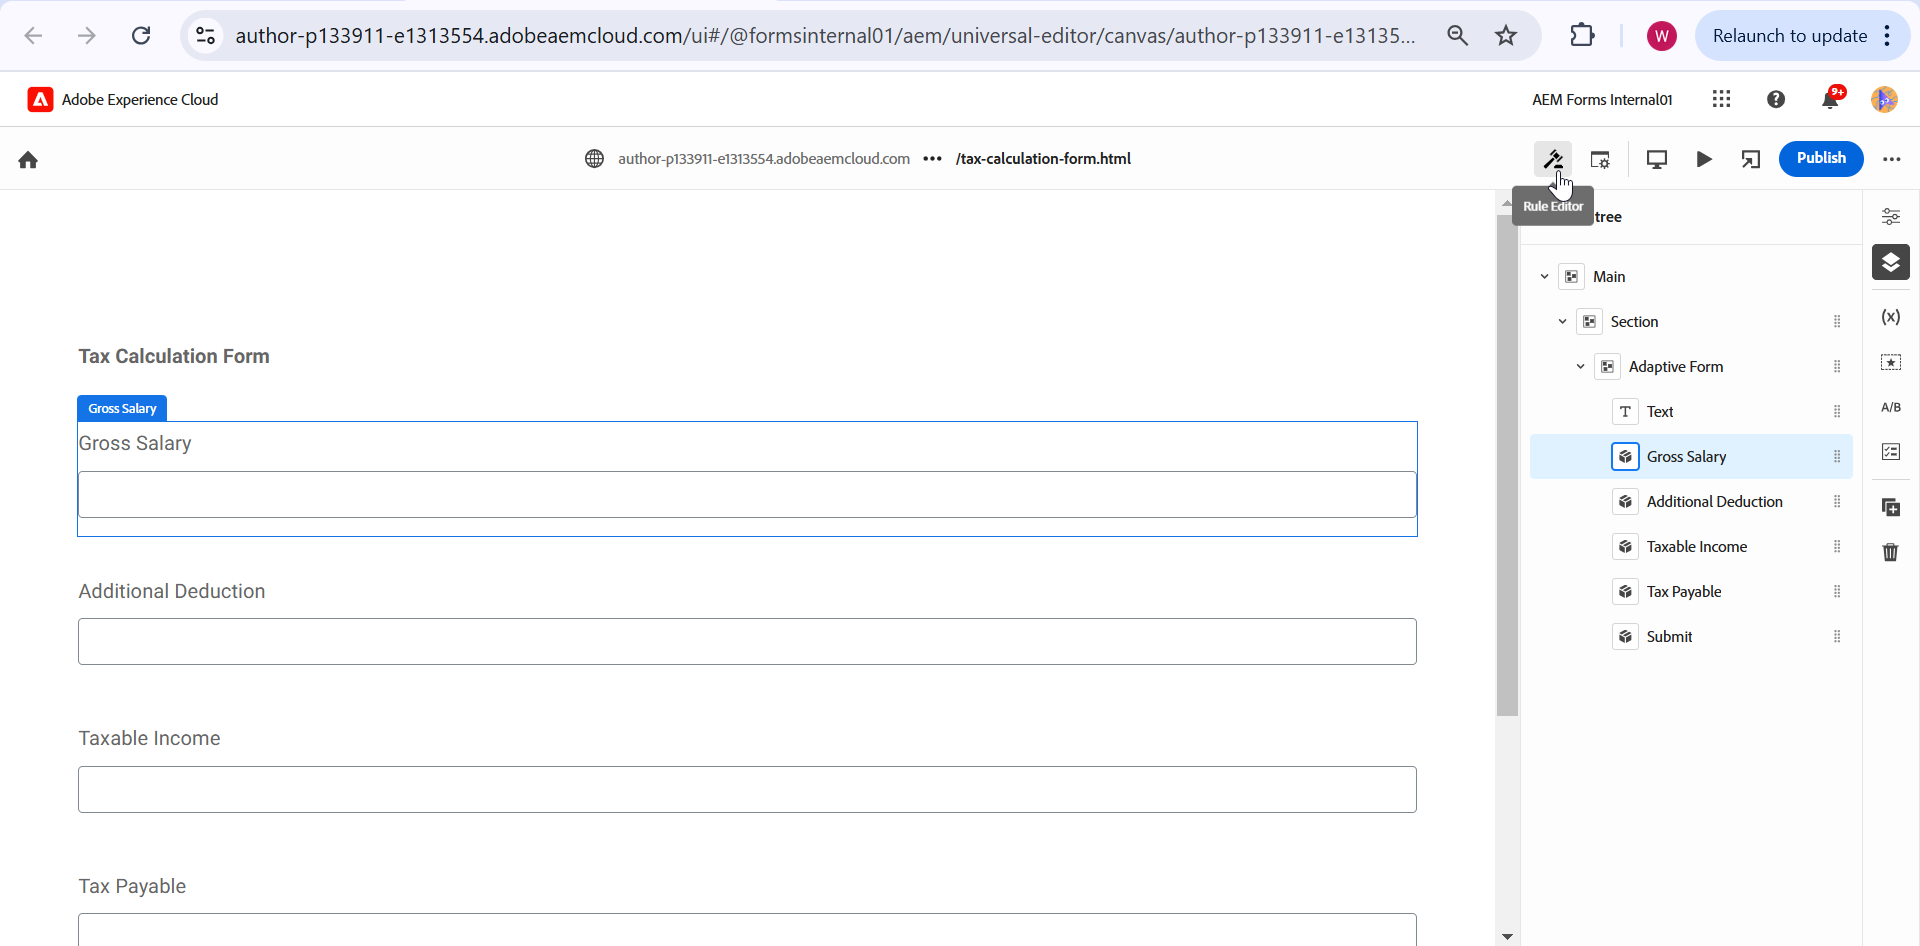 author-p133911-e1313554.adobeaemcloud.com/ui#/@formsinternal01/aem/universal-editor/canvas/author-p133911-e13135...
W
Relaunch to update
Adobe Experience Cloud
AEM Forms Internal01
9+
author-p133911-e1313554.adobeaemcloud.com ••• /tax-calculation-form.html
Publish
Rule Editor
tree
Main
Section
Adaptive Form
Text
Gross Salary
Additional Deduction
Taxable Income
Tax Payable
Submit
(x)
A/B
Tax Calculation Form
Gross Salary
Gross Salary
Additional Deduction
Taxable Income
Tax Payable